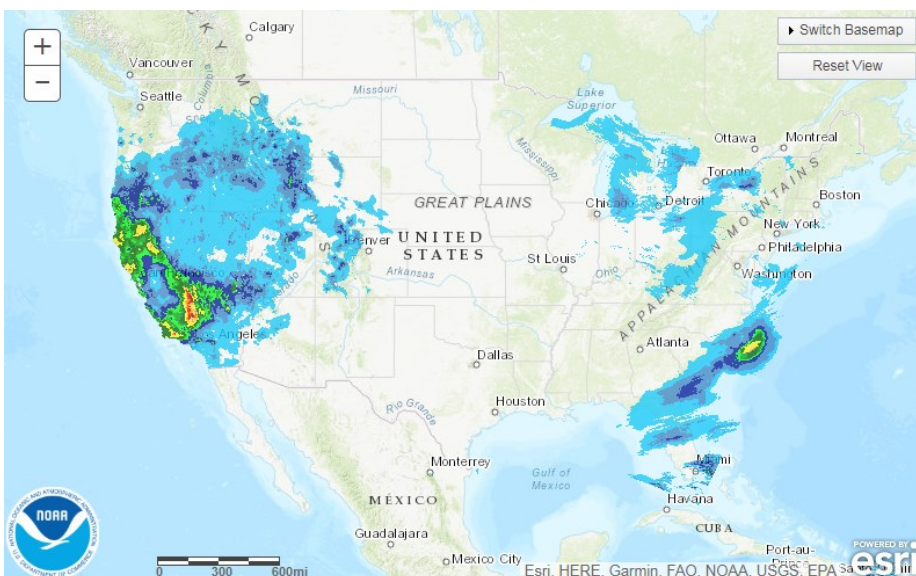 +
−
Switch Basemap
Reset View
Calgary
Vancouver
Seattle
Columbia
Missouri
Lake
Superior
Mississippi
Ottawa
Montreal
Toronto
GREAT PLAINS
Chicago
Detroit
Boston
New York
Philadelphia
Washington
APPALACHIAN MOUNTAINS
UNITED
STATES
St Louis
Ohio
Arkansas
Atlanta
Los Angeles
Dallas
Houston
Rio Grande
Monterrey
Gulf of
Mexico
Miami
Havana
CUBA
MÉXICO
Guadalajara
Mexico City
NOAA
0
300
600mi
Port-au-
POWERED BY
esri
Esri, HERE, Garmin, FAO, NOAA, USGS, EPA